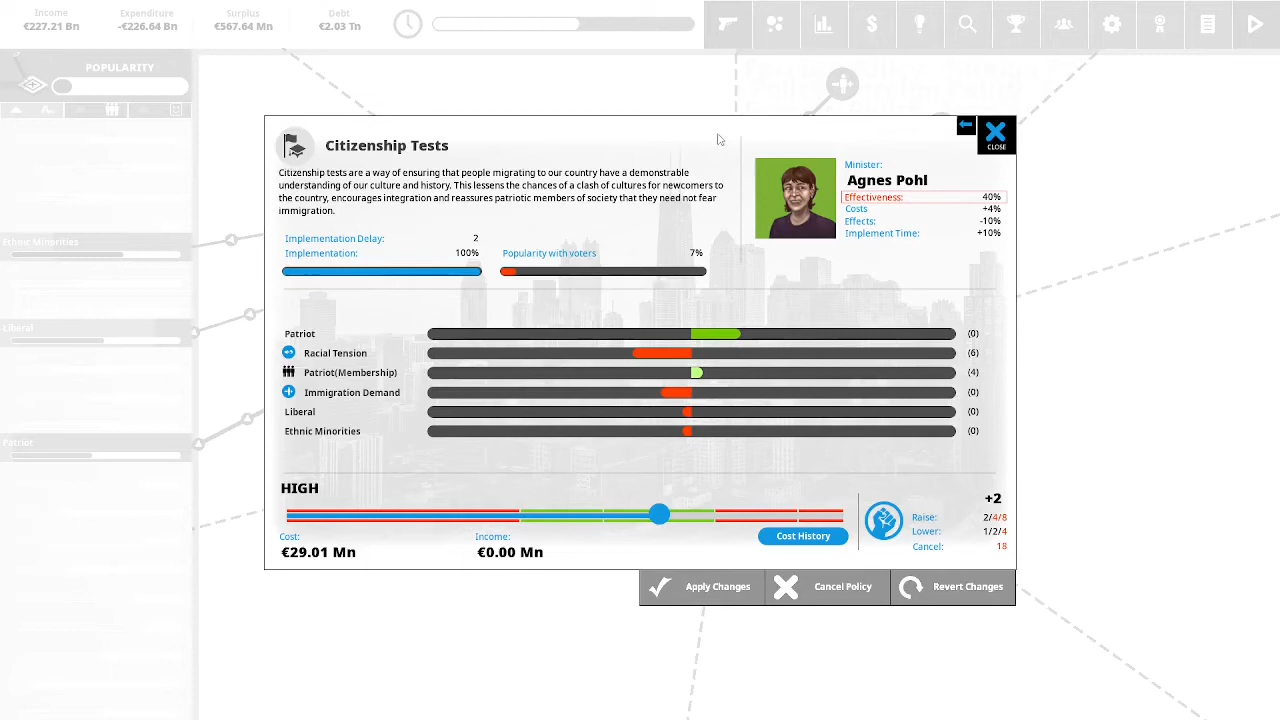 Income
Expenditure
Surplus
Debt
€227.21 Bn
-€226.64 Bn
€567.64 Mn
€2.03 Tn
POPULARITY
Ethnic Minorities
Liberal
Patriot
Citizenship Tests
CLOSE
Citizenship tests are a way of ensuring that people migrating to our country have a demonstrable
understanding of our culture and history. This lessens the chances of a clash of cultures for newcomers to
the country, encourages integration and reassures patriotic members of society that they need not fear
immigration.
Minister:
Agnes Pohl
Effectiveness: 40%
Costs +4%
Effects: -10%
Implement Time: +10%
Implementation Delay: 2
Implementation: 100%
Popularity with voters 7%
Patriot (0)
Racial Tension (6)
Patriot(Membership) (4)
Immigration Demand (0)
Liberal (0)
Ethnic Minorities (0)
HIGH
Cost:
€29.01 Mn
Income:
€0.00 Mn
Cost History
+2
Raise: 2/4/8
Lower: 1/2/4
Cancel: 18
Apply Changes
Cancel Policy
Revert Changes